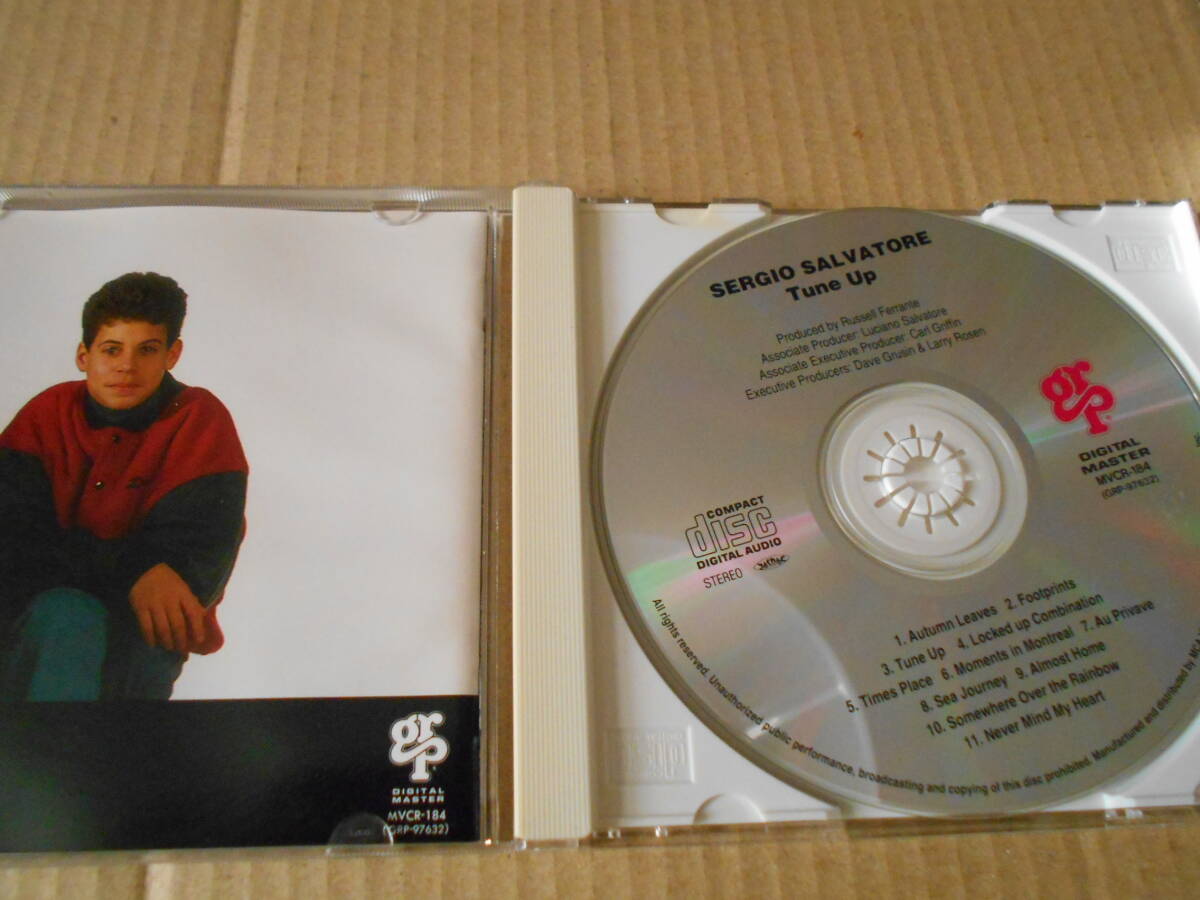 grp
DIGITAL
MASTER
MVCR-184
(GRP-97632)
SERGIO SALVATORE
Tune Up
Produced by Russell Ferrante
Associate Producer: Luciano Salvatore
Associate Executive Producer: Carl Griffin
Executive Producers: Dave Grusin & Larry Rosen
grp
DIGITAL
MASTER
MVCR-184
(GRP-97632)
COMPACT
disc
DIGITAL AUDIO
STEREO
1. Autumn Leaves 2. Footprints
3. Tune Up 4. Locked up Combination
5. Times Place 6. Moments in Montreal 7. Au Privave
8. Sea Journey 9. Almost Home
10. Somewhere Over the Rainbow
11. Never Mind My Heart
All rights reserved. Unauthorized public performance, broadcasting and copying of this disc prohibited. Manufactured and distributed by
disc